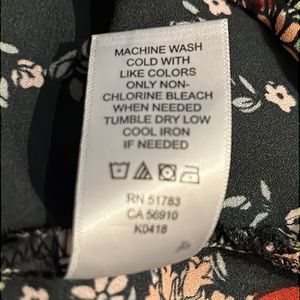 MACHINE WASH
COLD WITH
LIKE COLORS
ONLY NON-
CHLORINE BLEACH
WHEN NEEDED
TUMBLE DRY LOW
COOL IRON
IF NEEDED
RN 51783
CA 56910
K0418